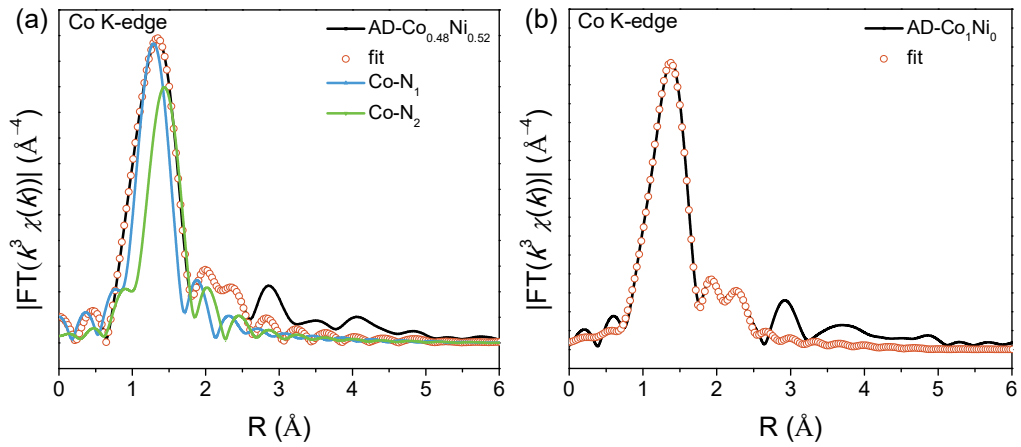 (a)
Co K-edge
AD-Co₀.₄₈Ni₀.₅₂
fit
Co-N₁
Co-N₂
|FT(k³ χ(k))| (Å⁻⁴)
0 1 2 3 4 5 6
R (Å)
(b)
Co K-edge
AD-Co₁Ni₀
fit
|FT(k³ χ(k))| (Å⁻⁴)
0 1 2 3 4 5 6
R (Å)